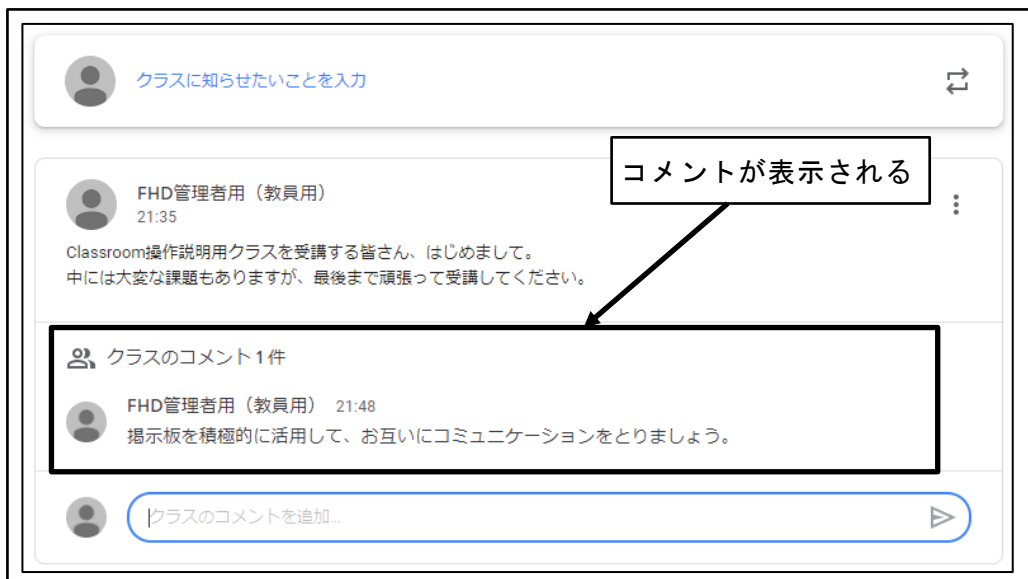 クラスに知らせたいことを入力
コメントが表示される
FHD管理者用（教員用）
21:35
Classroom操作説明用クラスを受講する皆さん、はじめまして。
中には大変な課題もありますが、最後まで頑張って受講してください。
クラスのコメント 1 件
FHD管理者用（教員用） 21:48
掲示板を積極的に活用して、お互いにコミュニケーションをとりましょう。
クラスのコメントを追加...